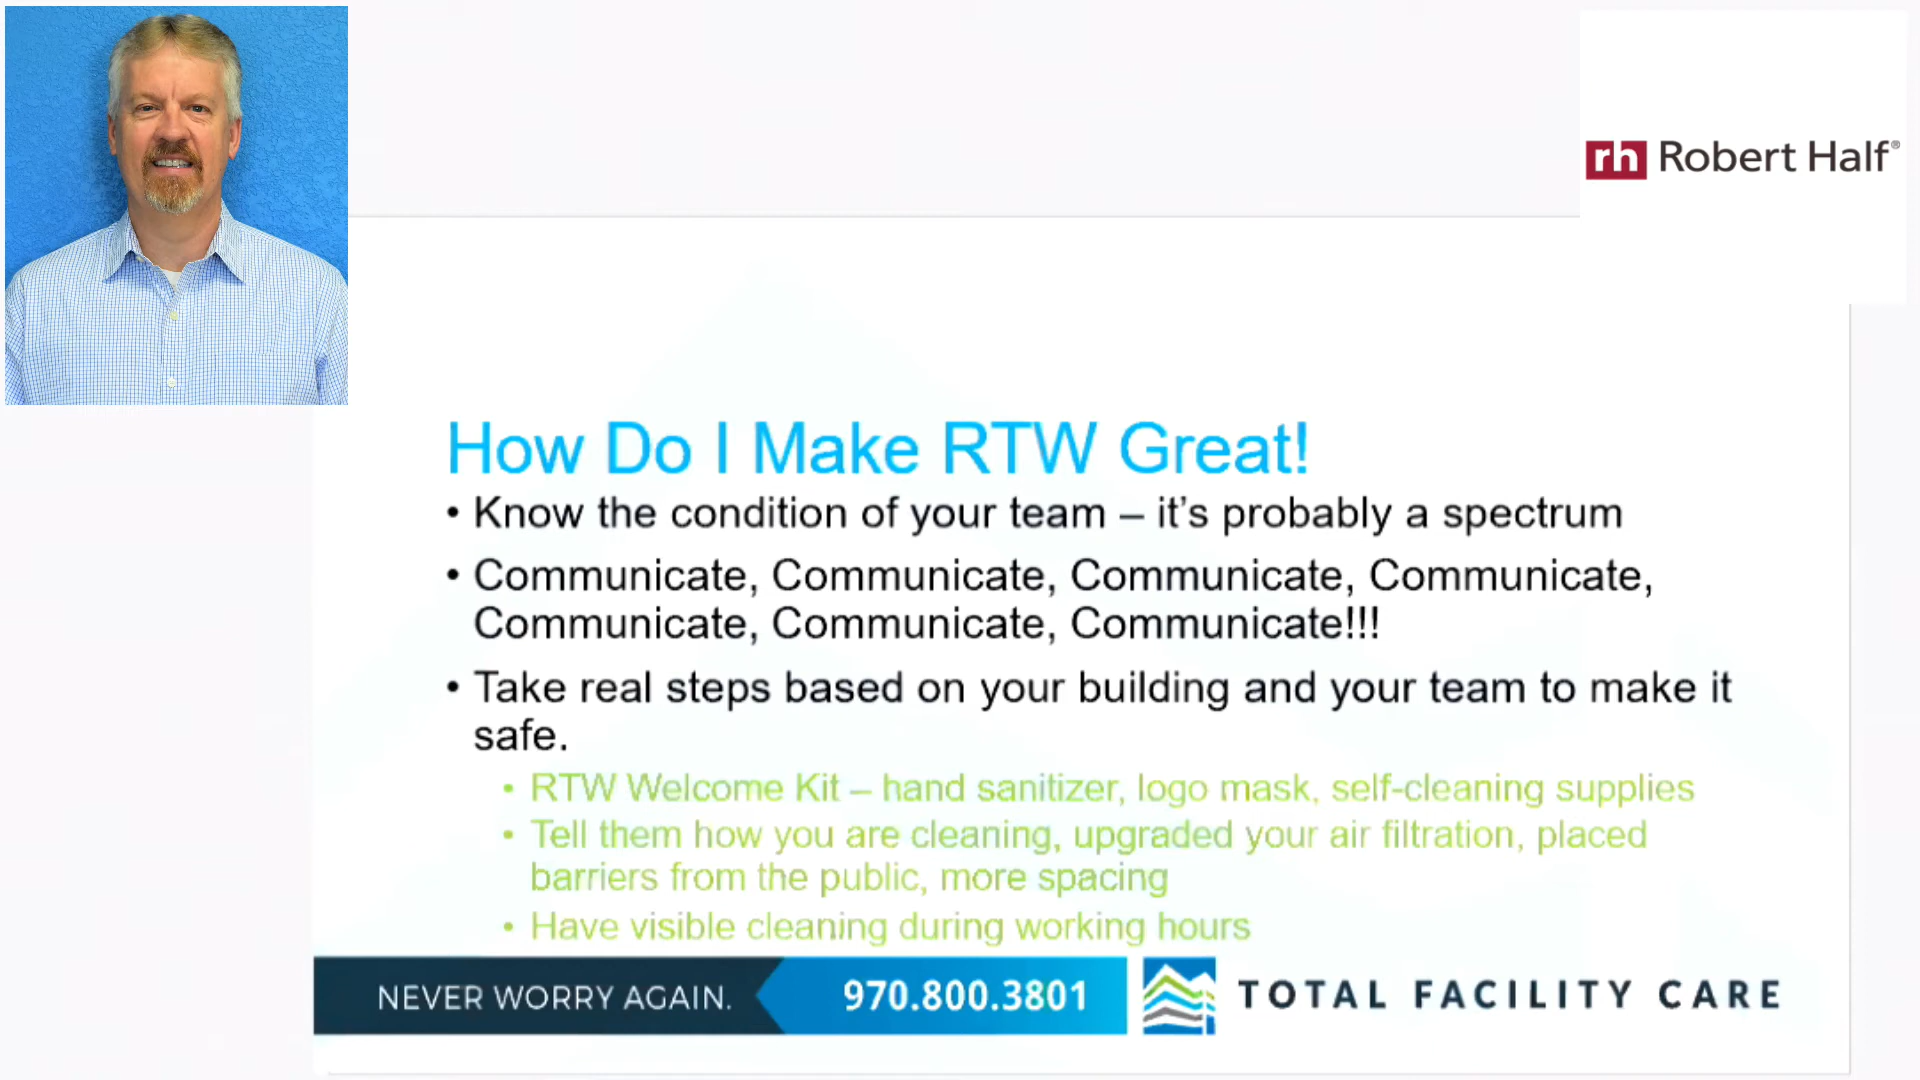 rh Robert Half®
How Do I Make RTW Great!
• Know the condition of your team – it's probably a spectrum
• Communicate, Communicate, Communicate, Communicate,
Communicate, Communicate, Communicate!!!
• Take real steps based on your building and your team to make it
safe.
• RTW Welcome Kit – hand sanitizer, logo mask, self-cleaning supplies
• Tell them how you are cleaning, upgraded your air filtration, placed
barriers from the public, more spacing
• Have visible cleaning during working hours
NEVER WORRY AGAIN. 970.800.3801 TOTAL FACILITY CARE